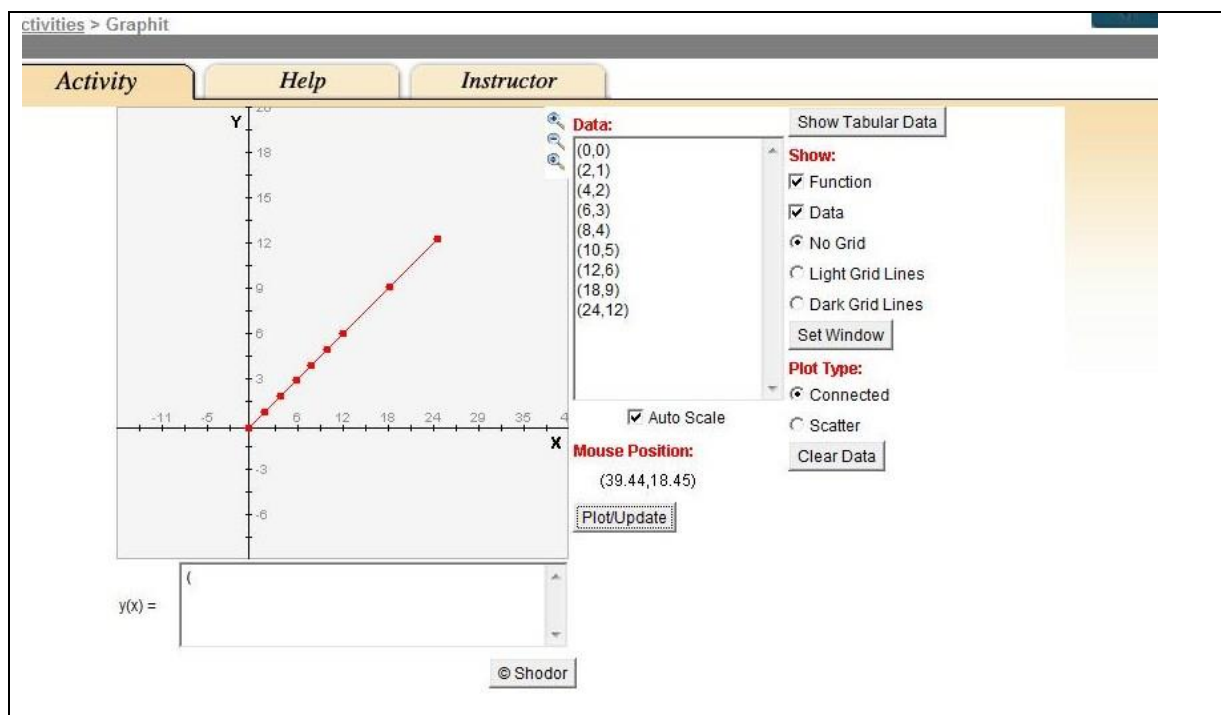 ctivities > Graphit
Activity
Help
Instructor
Y
20
18
15
12
9
6
3
-3
-6
-11 -5 6 12 18 24 29 35 4
X
Data:
(0,0)
(2,1)
(4,2)
(6,3)
(8,4)
(10,5)
(12,6)
(18,9)
(24,12)
Auto Scale
Mouse Position:
(39.44,18.45)
Plot/Update
Show Tabular Data
Show:
Function
Data
No Grid
Light Grid Lines
Dark Grid Lines
Set Window
Plot Type:
Connected
Scatter
Clear Data
y(x) =
(
© Shodor